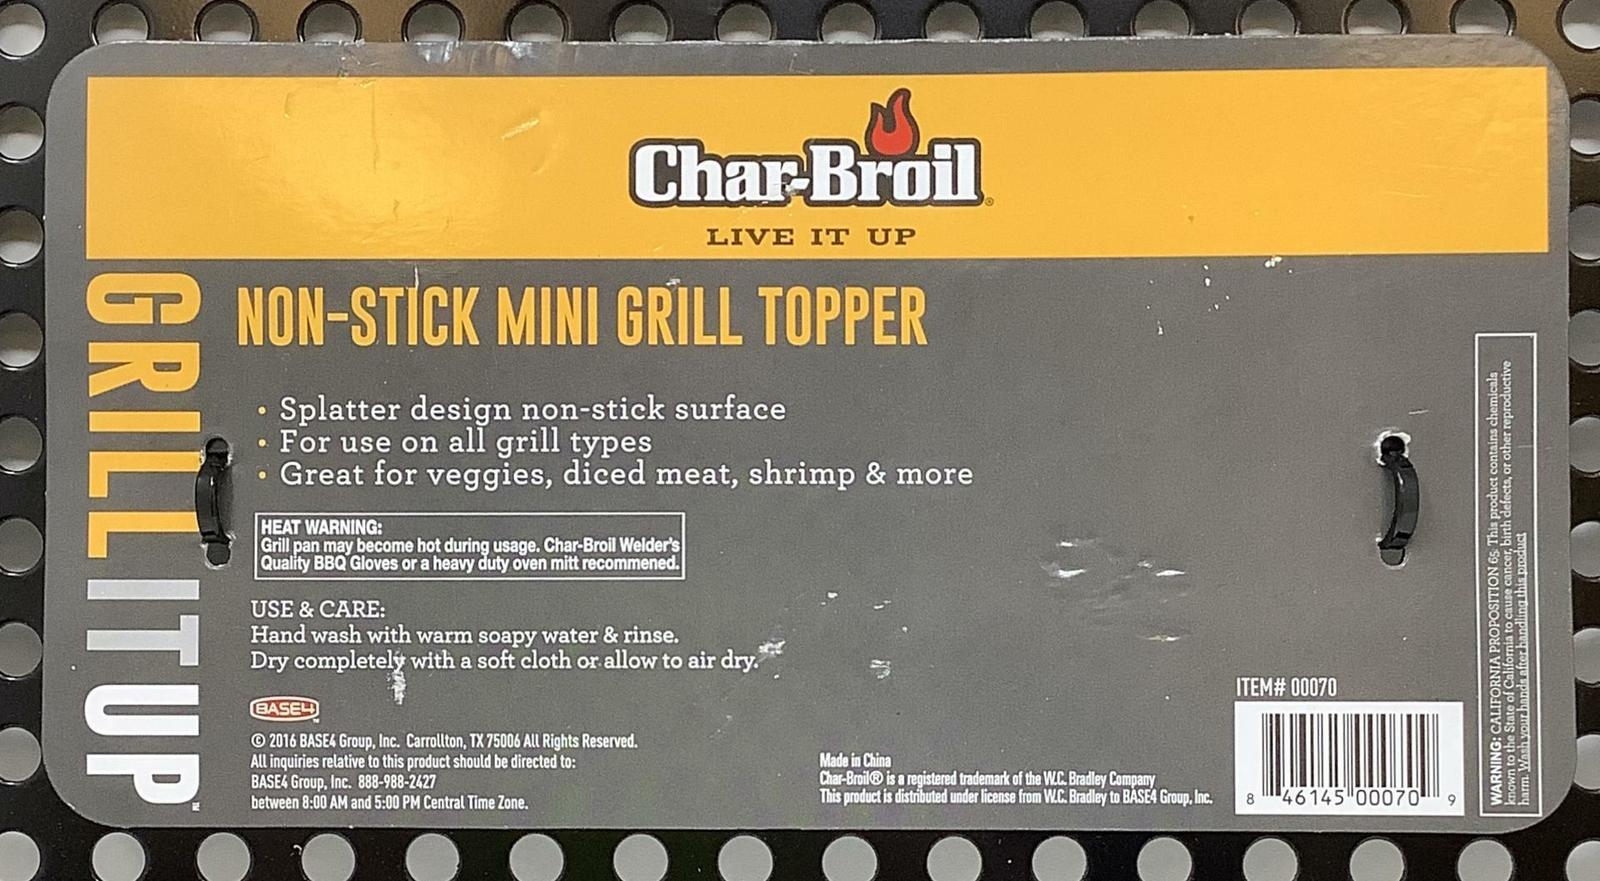 Char-Broil®
LIVE IT UP
GRILL IT UP™
NON-STICK MINI GRILL TOPPER
• Splatter design non-stick surface
• For use on all grill types
• Great for veggies, diced meat, shrimp & more
HEAT WARNING:
Grill pan may become hot during usage. Char-Broil Welder's
Quality BBQ Gloves or a heavy duty oven mitt recommened.
USE & CARE:
Hand wash with warm soapy water & rinse.
Dry completely with a soft cloth or allow to air dry.
BASE4™
© 2016 BASE4 Group, Inc. Carrollton, TX 75006 All Rights Reserved.
All inquiries relative to this product should be directed to:
BASE4 Group, Inc. 888-988-2427
between 8:00 AM and 5:00 PM Central Time Zone.
Made in China
Char-Broil® is a registered trademark of the W.C. Bradley Company
This product is distributed under license from W.C. Bradley to BASE4 Group, Inc.
ITEM# 00070
8 46145 00070 9
WARNING: CALIFORNIA PROPOSITION 65: This product contains chemicals
known to the State of California to cause cancer, birth defects, or other reproductive
harm. Wash your hands after handling this product